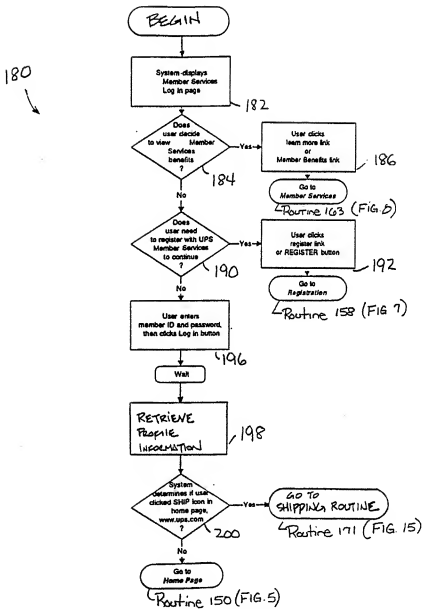 BEGIN
180
System displays
Member Services
Log in page
182
Does
user decide
to view Member
Services
benefits
?
Yes
184
User clicks
learn more link
or
Member Benefits link
186
Go to
Member Services
Routine 163 (FIG. 6)
No
Does
user need
to register with UPS
Member Services
to continue
?
Yes
190
User clicks
register link
or REGISTER button
192
Go to
Registration
Routine 158 (FIG 7)
No
User enters
member ID and password,
then clicks Log in button
196
Wait
RETRIEVE
PROFILE
INFORMATION
198
System
determines if user
clicked SHIP icon in
home page,
www.ups.com
?
Yes
200
GO TO
SHIPPING ROUTINE
Routine 171 (FIG. 15)
No
Go to
Home Page
Routine 150 (FIG. 5)